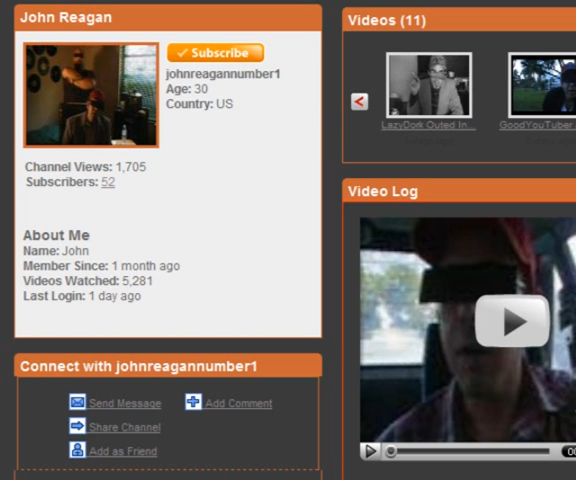 John Reagan
Subscribe
johnreagannumber1
Age: 30
Country: US
Channel Views: 1,705
Subscribers: 52
About Me
Name: John
Member Since: 1 month ago
Videos Watched: 5,281
Last Login: 1 day ago
Connect with johnreagannumber1
Send Message
Add Comment
Share Channel
Add as Friend
Videos (11)
LazyDork Outed In...
GoodYouTuber
Video Log